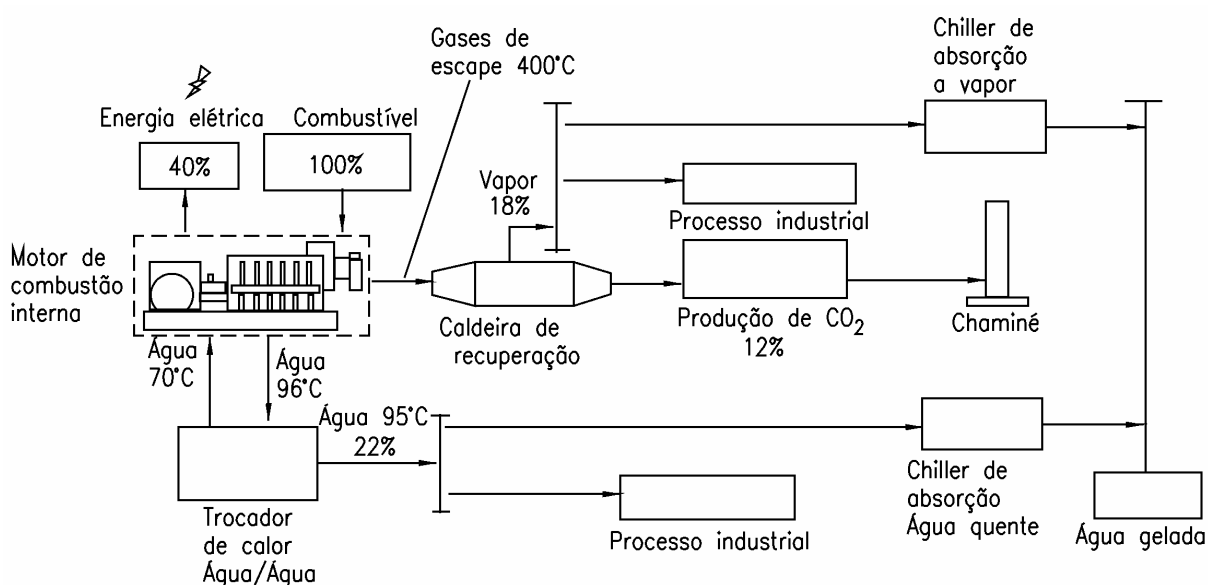 Gases de
escape 400°C
Chiller de
absorção
a vapor
Energia elétrica
Combustível
40%
100%
Vapor
18%
Processo industrial
Motor de
combustão
interna
Caldeira de
recuperação
Produção de CO₂
12%
Chaminé
Água
70°C
Água
96°C
Água 95°C
22%
Trocador
de calor
Água/Água
Processo industrial
Chiller de
absorção
Água quente
Água gelada